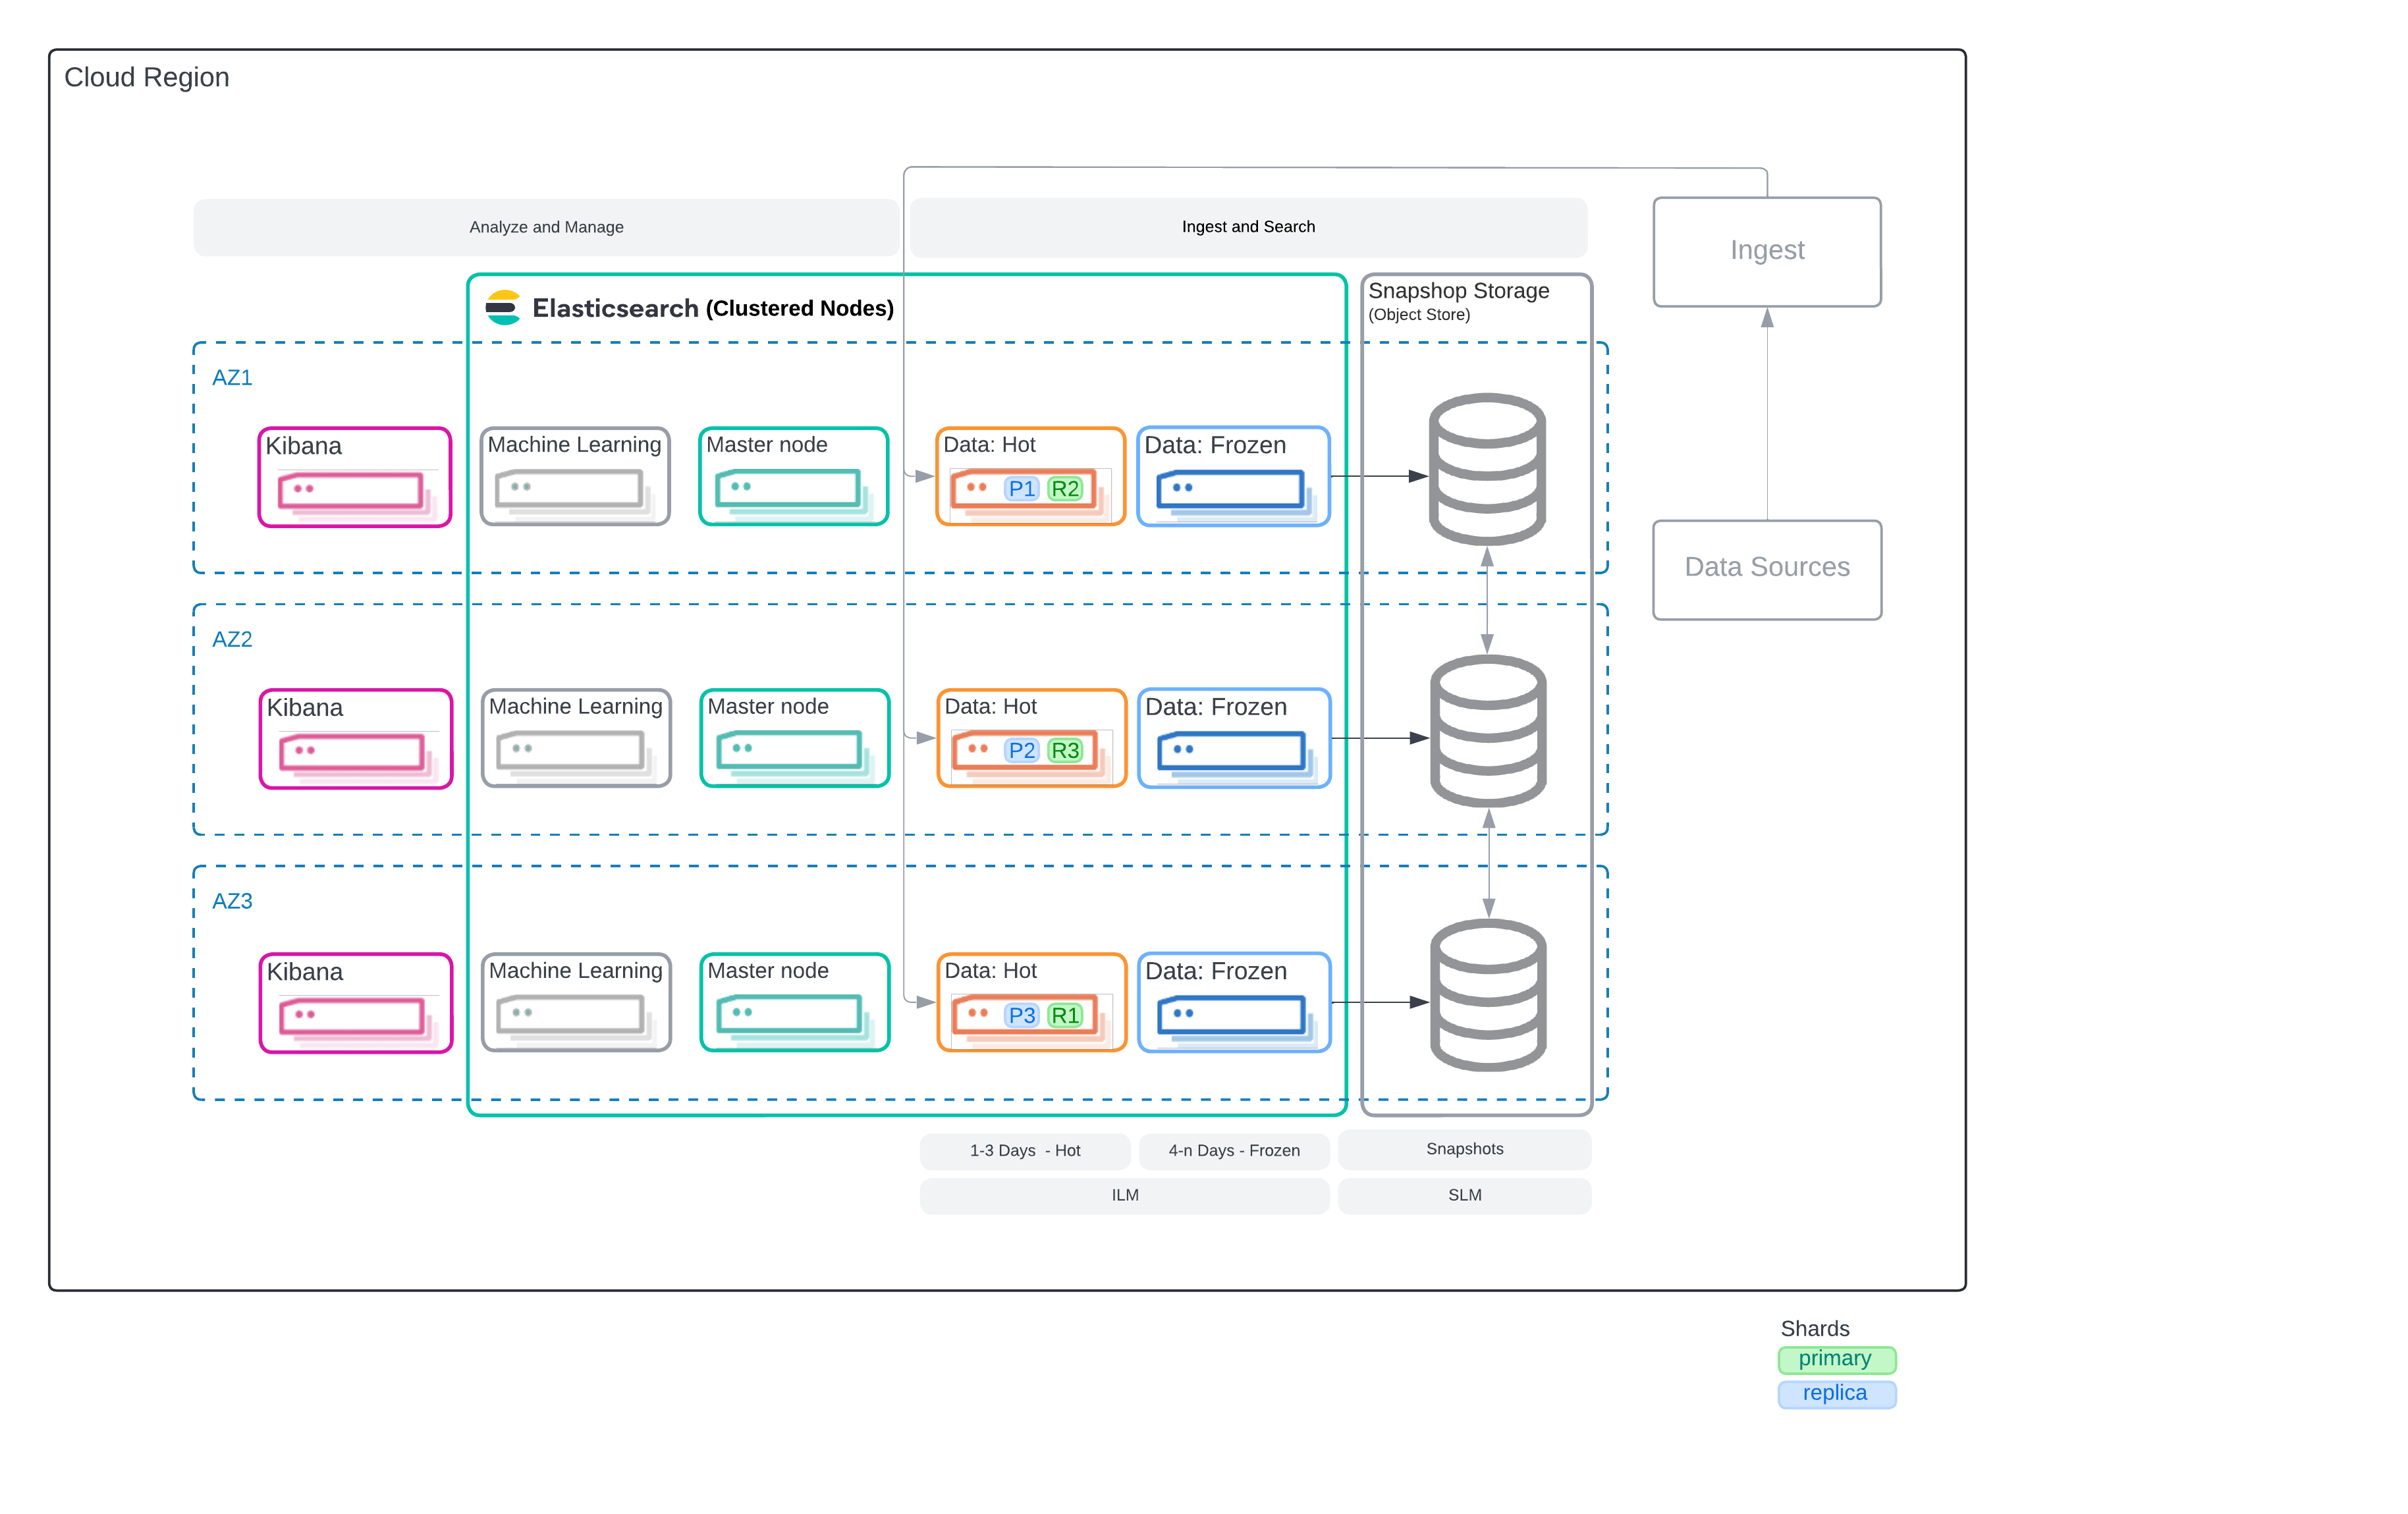 Cloud Region
Analyze and Manage
Ingest and Search
Ingest
Elasticsearch (Clustered Nodes)
Snapshop Storage
(Object Store)
AZ1
Kibana
Machine Learning
Master node
Data: Hot
P1 R2
Data: Frozen
Data Sources
AZ2
Kibana
Machine Learning
Master node
Data: Hot
P2 R3
Data: Frozen
AZ3
Kibana
Machine Learning
Master node
Data: Hot
P3 R1
Data: Frozen
1-3 Days - Hot
4-n Days - Frozen
Snapshots
ILM
SLM
Shards
primary
replica